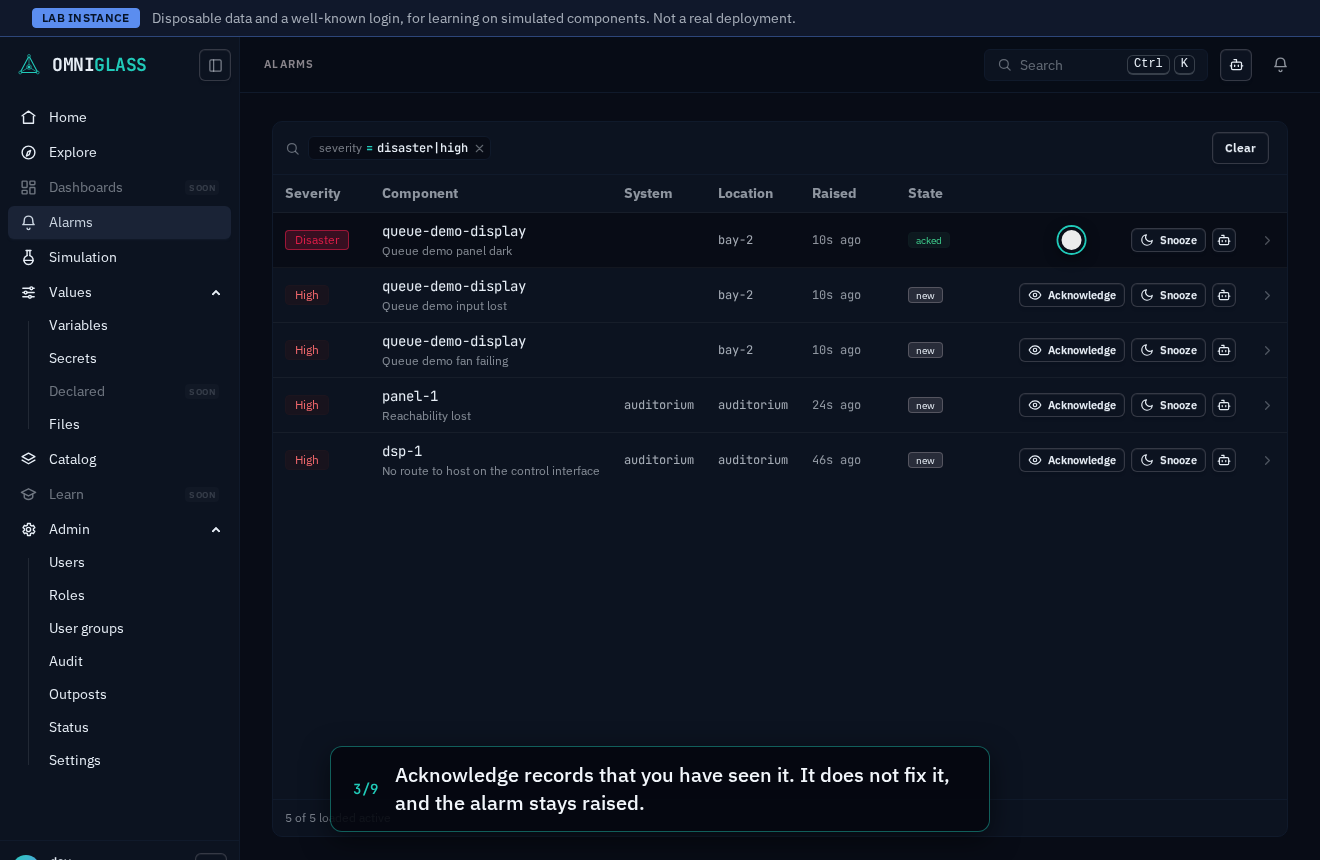 LAB INSTANCE Disposable data and a well-known login, for learning on simulated components. Not a real deployment.
OMNIGLASS
ALARMS
Search Ctrl K
Home
Explore
Dashboards SOON
Alarms
Simulation
Values
Variables
Secrets
Declared SOON
Files
Catalog
Learn SOON
Admin
Users
Roles
User groups
Audit
Outposts
Status
Settings
dev
severity = disaster|high
Clear
Severity Component System Location Raised State
Disaster queue-demo-display bay-2 10s ago acked Snooze
Queue demo panel dark
High queue-demo-display bay-2 10s ago new Acknowledge Snooze
Queue demo input lost
High queue-demo-display bay-2 10s ago new Acknowledge Snooze
Queue demo fan failing
High panel-1 auditorium auditorium 24s ago new Acknowledge Snooze
Reachability lost
High dsp-1 auditorium auditorium 46s ago new Acknowledge Snooze
No route to host on the control interface
3/9 Acknowledge records that you have seen it. It does not fix it,
and the alarm stays raised.
5 of 5 loaded active